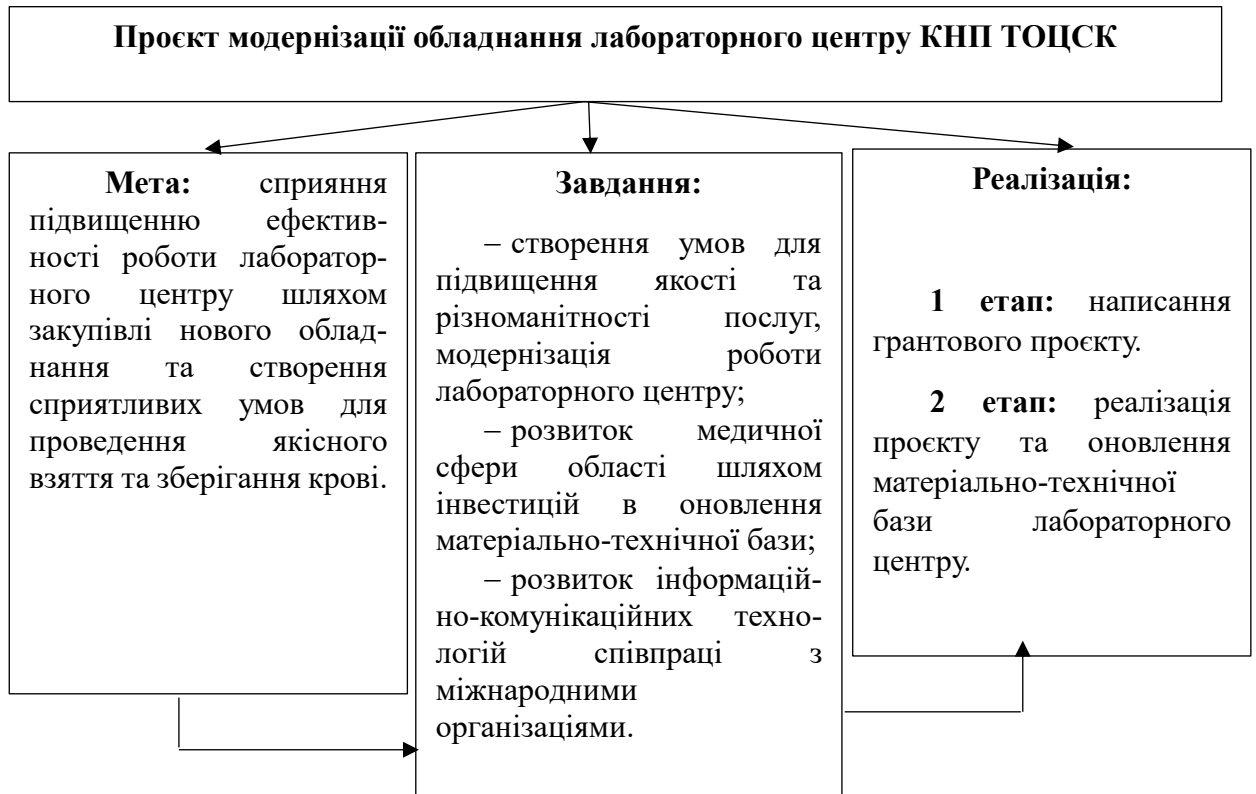 Проєкт модернізації обладнання лабораторного центру КНП ТОЦСК
Мета: сприяння
підвищенню ефектив-
ності роботи лаборатор-
ного центру шляхом
закупівлі нового облад-
нання та створення
сприятливих умов для
проведення якісного
взяття та зберігання крові.
Завдання:
– створення умов для
підвищення якості та
різноманітності послуг,
модернізація роботи
лабораторного центру;
– розвиток медичної
сфери області шляхом
інвестицій в оновлення
матеріально-технічної бази;
– розвиток інформацій-
но-комунікаційних техно-
логій співпраці з
міжнародними
організаціями.
Реалізація:
1 етап: написання
грантового проєкту.
2 етап: реалізація
проєкту та оновлення
матеріально-технічної
бази лабораторного
центру.